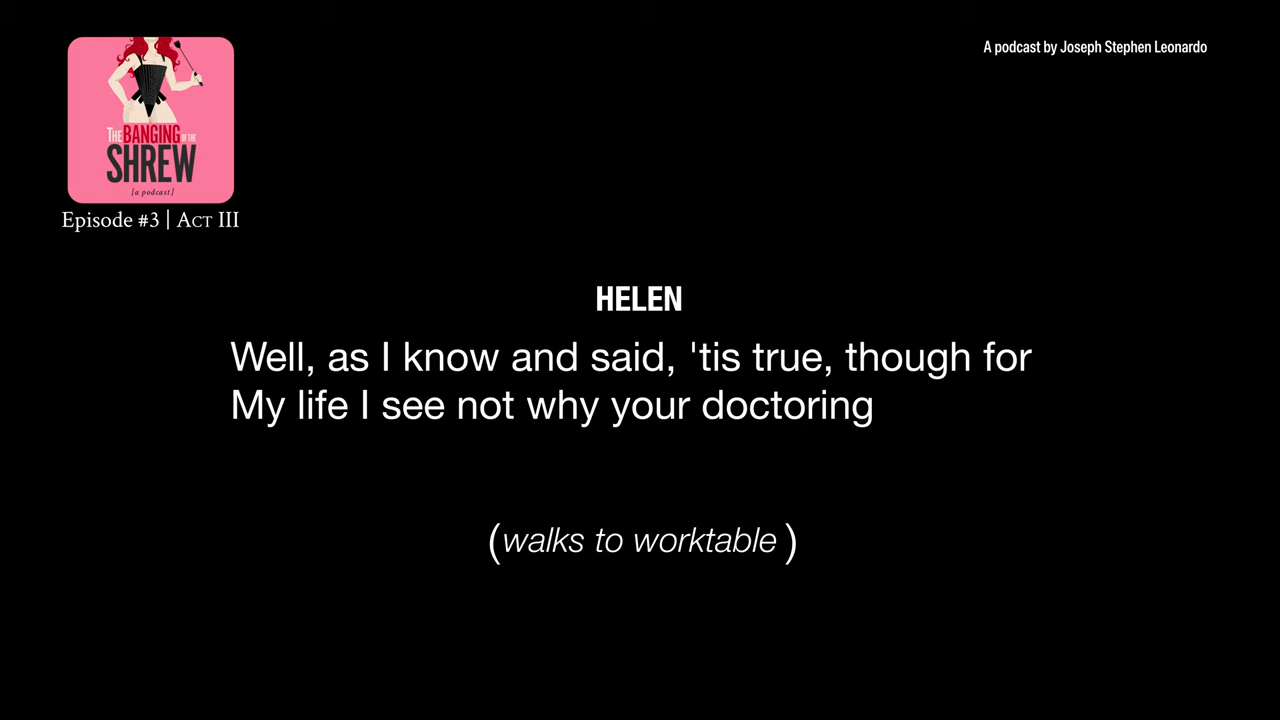 A podcast by Joseph Stephen Leonardo
THE BANGING OF THE
SHREW
[a podcast]
Episode #3 | ACT III
HELEN
Well, as I know and said, 'tis true, though for
My life I see not why your doctoring
(walks to worktable )